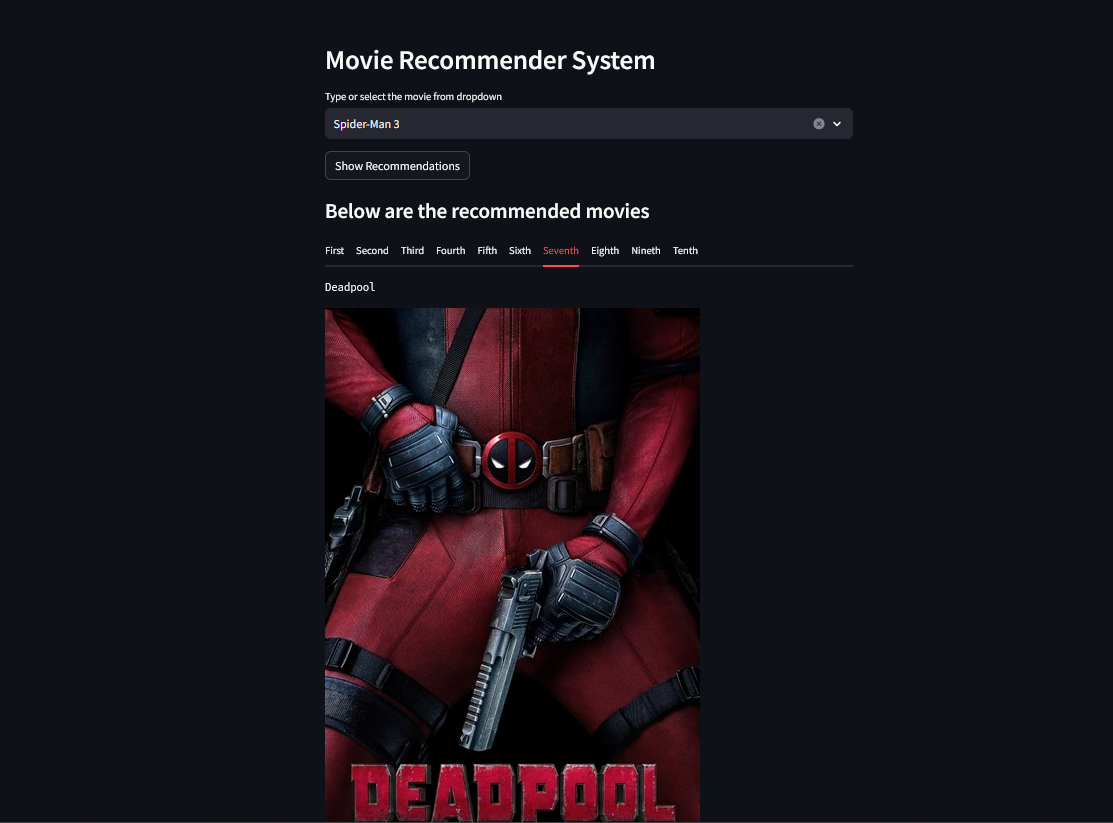 Movie Recommender System
Type or select the movie from dropdown
Spider-Man 3
Show Recommendations
Below are the recommended movies
First Second Third Fourth Fifth Sixth Seventh Eighth Nineth Tenth
Deadpool
DEADPOOL